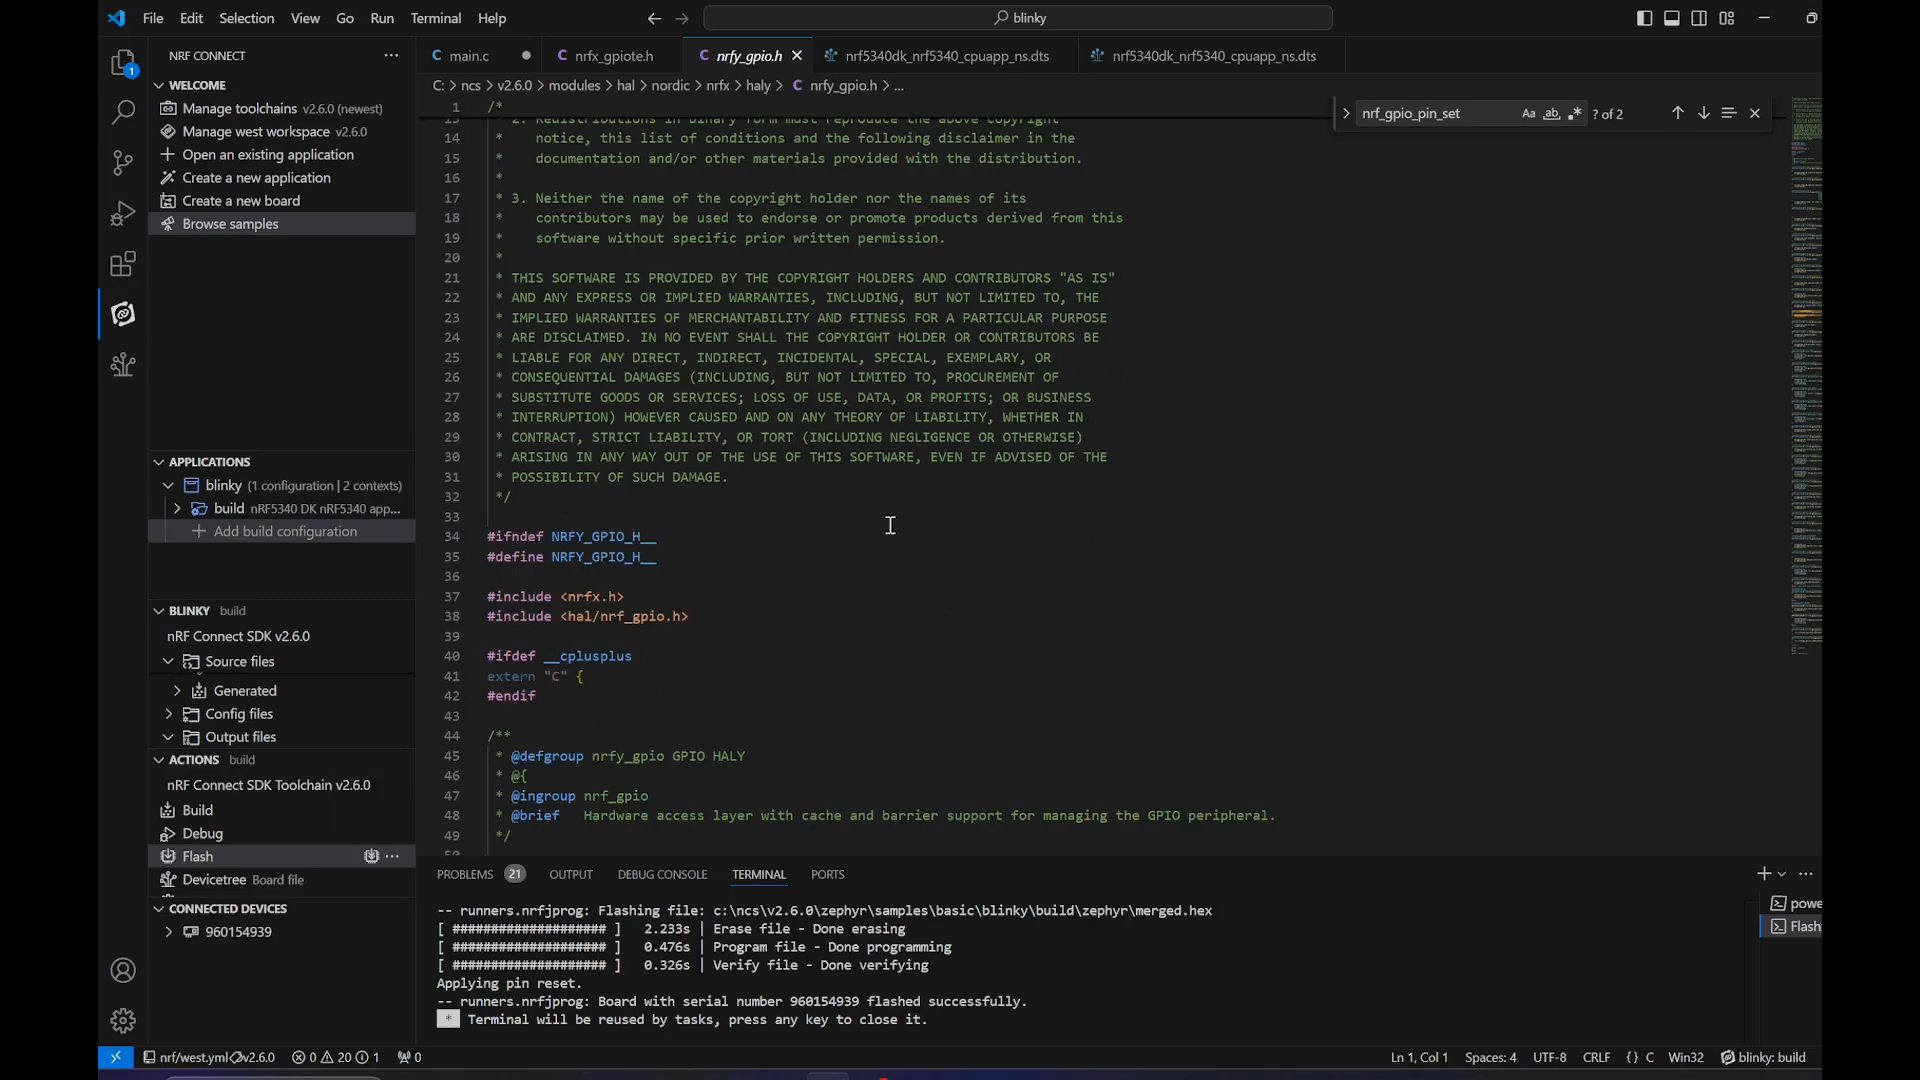 File Edit Selection View Go Run Terminal Help
blinky
NRF CONNECT
main.c
nrfx_gpiote.h
nrfy_gpio.h
nrf5340dk_nrf5340_cpuapp_ns.dts
nrf5340dk_nrf5340_cpuapp_ns.dts
C: > ncs > v2.6.0 > modules > hal > nordic > nrfx > haly > C nrfy_gpio.h > ...
nrf_gpio_pin_set
Aa ab .* ? of 2
1
WELCOME
Manage toolchains v2.6.0 (newest)
Manage west workspace v2.6.0
Open an existing application
Create a new application
Create a new board
Browse samples
APPLICATIONS
blinky (1 configuration | 2 contexts)
build nRF5340 DK nRF5340 app...
Add build configuration
BLINKY build
nRF Connect SDK v2.6.0
Source files
Generated
Config files
Output files
ACTIONS build
nRF Connect SDK Toolchain v2.6.0
Build
Debug
Flash
Devicetree Board file
CONNECTED DEVICES
960154939
1 /*
13 * 2. Redistributions in binary form must reproduce the above copyright
14 * notice, this list of conditions and the following disclaimer in the
15 * documentation and/or other materials provided with the distribution.
16 *
17 * 3. Neither the name of the copyright holder nor the names of its
18 * contributors may be used to endorse or promote products derived from this
19 * software without specific prior written permission.
20 *
21 * THIS SOFTWARE IS PROVIDED BY THE COPYRIGHT HOLDERS AND CONTRIBUTORS "AS IS"
22 * AND ANY EXPRESS OR IMPLIED WARRANTIES, INCLUDING, BUT NOT LIMITED TO, THE
23 * IMPLIED WARRANTIES OF MERCHANTABILITY AND FITNESS FOR A PARTICULAR PURPOSE
24 * ARE DISCLAIMED. IN NO EVENT SHALL THE COPYRIGHT HOLDER OR CONTRIBUTORS BE
25 * LIABLE FOR ANY DIRECT, INDIRECT, INCIDENTAL, SPECIAL, EXEMPLARY, OR
26 * CONSEQUENTIAL DAMAGES (INCLUDING, BUT NOT LIMITED TO, PROCUREMENT OF
27 * SUBSTITUTE GOODS OR SERVICES; LOSS OF USE, DATA, OR PROFITS; OR BUSINESS
28 * INTERRUPTION) HOWEVER CAUSED AND ON ANY THEORY OF LIABILITY, WHETHER IN
29 * CONTRACT, STRICT LIABILITY, OR TORT (INCLUDING NEGLIGENCE OR OTHERWISE)
30 * ARISING IN ANY WAY OUT OF THE USE OF THIS SOFTWARE, EVEN IF ADVISED OF THE
31 * POSSIBILITY OF SUCH DAMAGE.
32 */
33
34 #ifndef NRFY_GPIO_H__
35 #define NRFY_GPIO_H__
36
37 #include <nrfx.h>
38 #include <hal/nrf_gpio.h>
39
40 #ifdef __cplusplus
41 extern "C" {
42 #endif
43
44 /**
45 * @defgroup nrfy_gpio GPIO HALY
46 * @{
47 * @ingroup nrf_gpio
48 * @brief Hardware access layer with cache and barrier support for managing the GPIO peripheral.
49 */
50
PROBLEMS 21 OUTPUT DEBUG CONSOLE TERMINAL PORTS
-- runners.nrfjprog: Flashing file: c:\ncs\v2.6.0\zephyr\samples\basic\blinky\build\zephyr\merged.hex
[ #################### ] 2.233s | Erase file - Done erasing
[ #################### ] 0.476s | Program file - Done programming
[ #################### ] 0.326s | Verify file - Done verifying
Applying pin reset.
-- runners.nrfjprog: Board with serial number 960154939 flashed successfully.
* Terminal will be reused by tasks, press any key to close it.
powe
Flash
nrf/west.yml v2.6.0 0 20 1 0
Ln 1, Col 1 Spaces: 4 UTF-8 CRLF {} C Win32 blinky: build